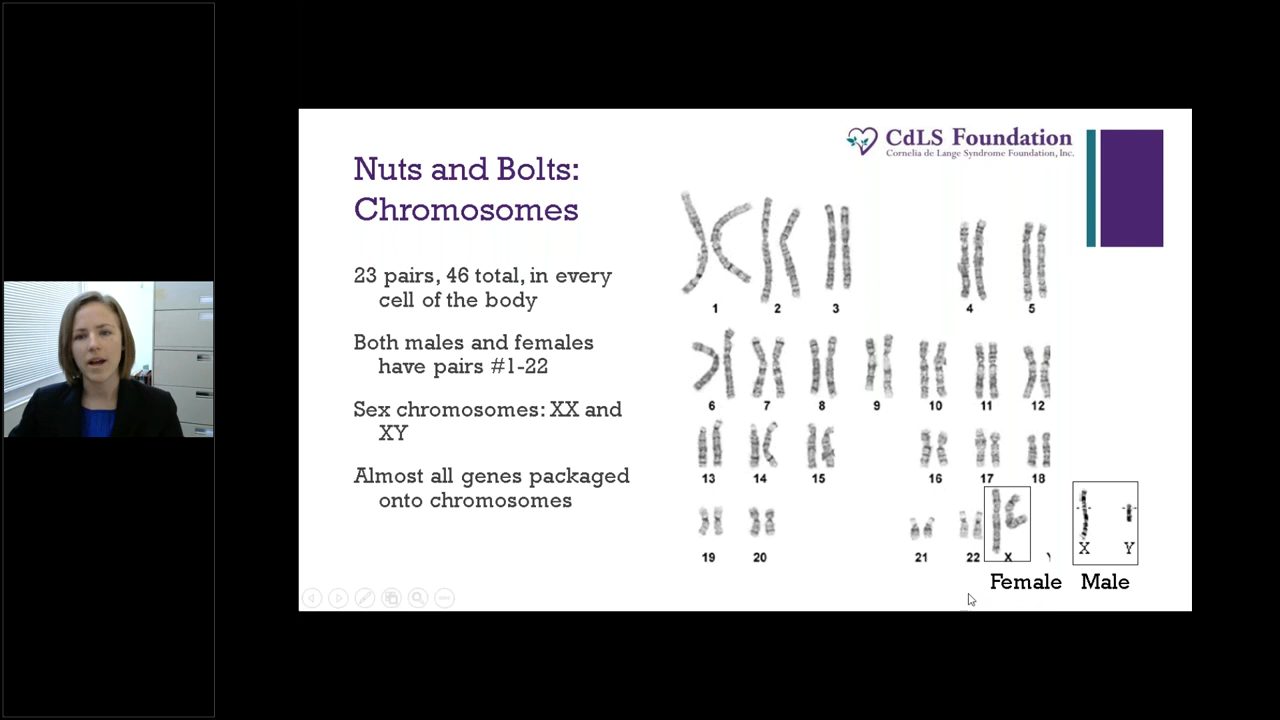 CdLS Foundation
Cornelia de Lange Syndrome Foundation, Inc.
Nuts and Bolts:
Chromosomes
23 pairs, 46 total, in every
cell of the body
Both males and females
have pairs #1-22
Sex chromosomes: XX and
XY
Almost all genes packaged
onto chromosomes
1 2 3 4 5
6 7 8 9 10 11 12
13 14 15 16 17 18
19 20 21 22 X
X Y
Female Male